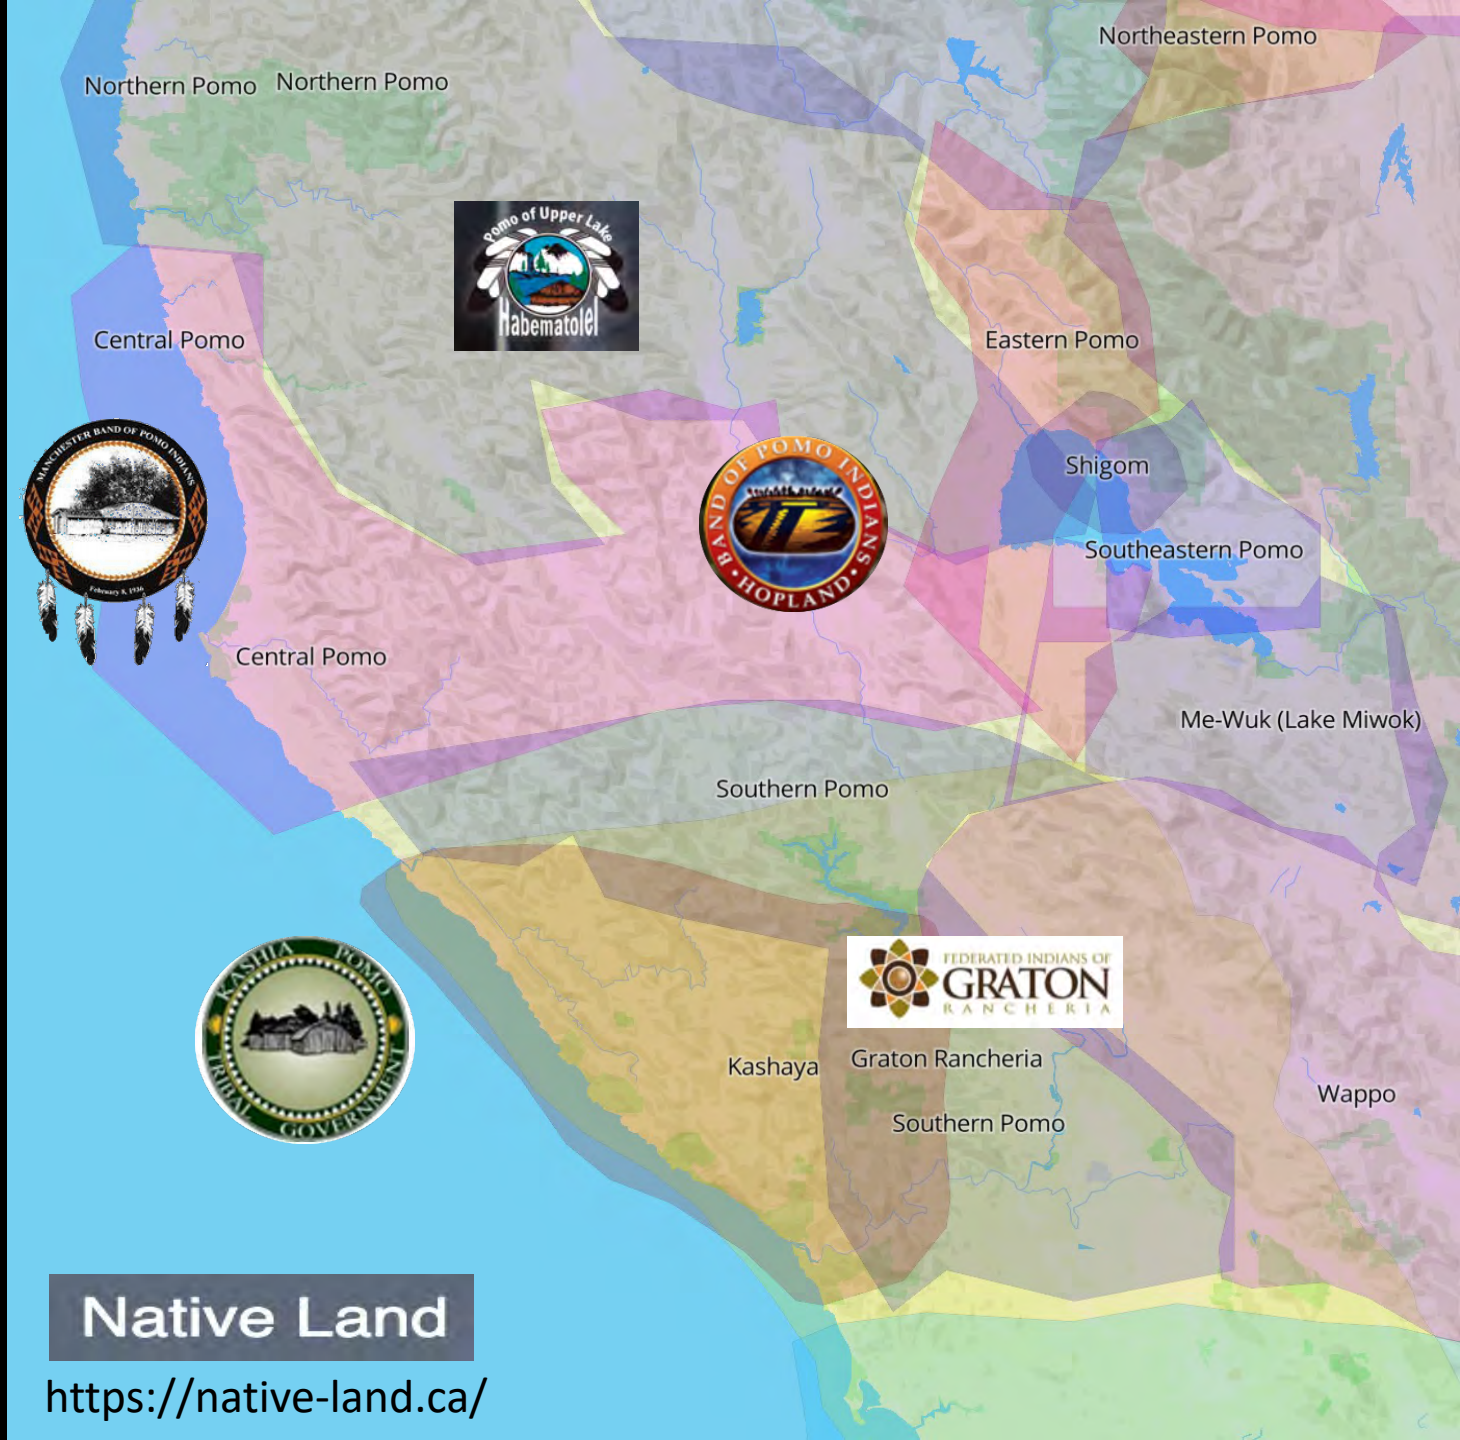 Northeastern Pomo
Northern Pomo
Northern Pomo
Pomo of Upper Lake
Habematolel
Central Pomo
Eastern Pomo
MANCHESTER BAND OF POMO INDIANS
February 8, 1936
BAND OF POMO INDIANS
• HOPLAND •
Shigom
Southeastern Pomo
Central Pomo
Me-Wuk (Lake Miwok)
Southern Pomo
KASHIA POMO
TRIBAL GOVERNMENT
FEDERATED INDIANS OF
GRATON
RANCHERIA
Kashaya
Graton Rancheria
Wappo
Southern Pomo
Native Land
https://native-land.ca/